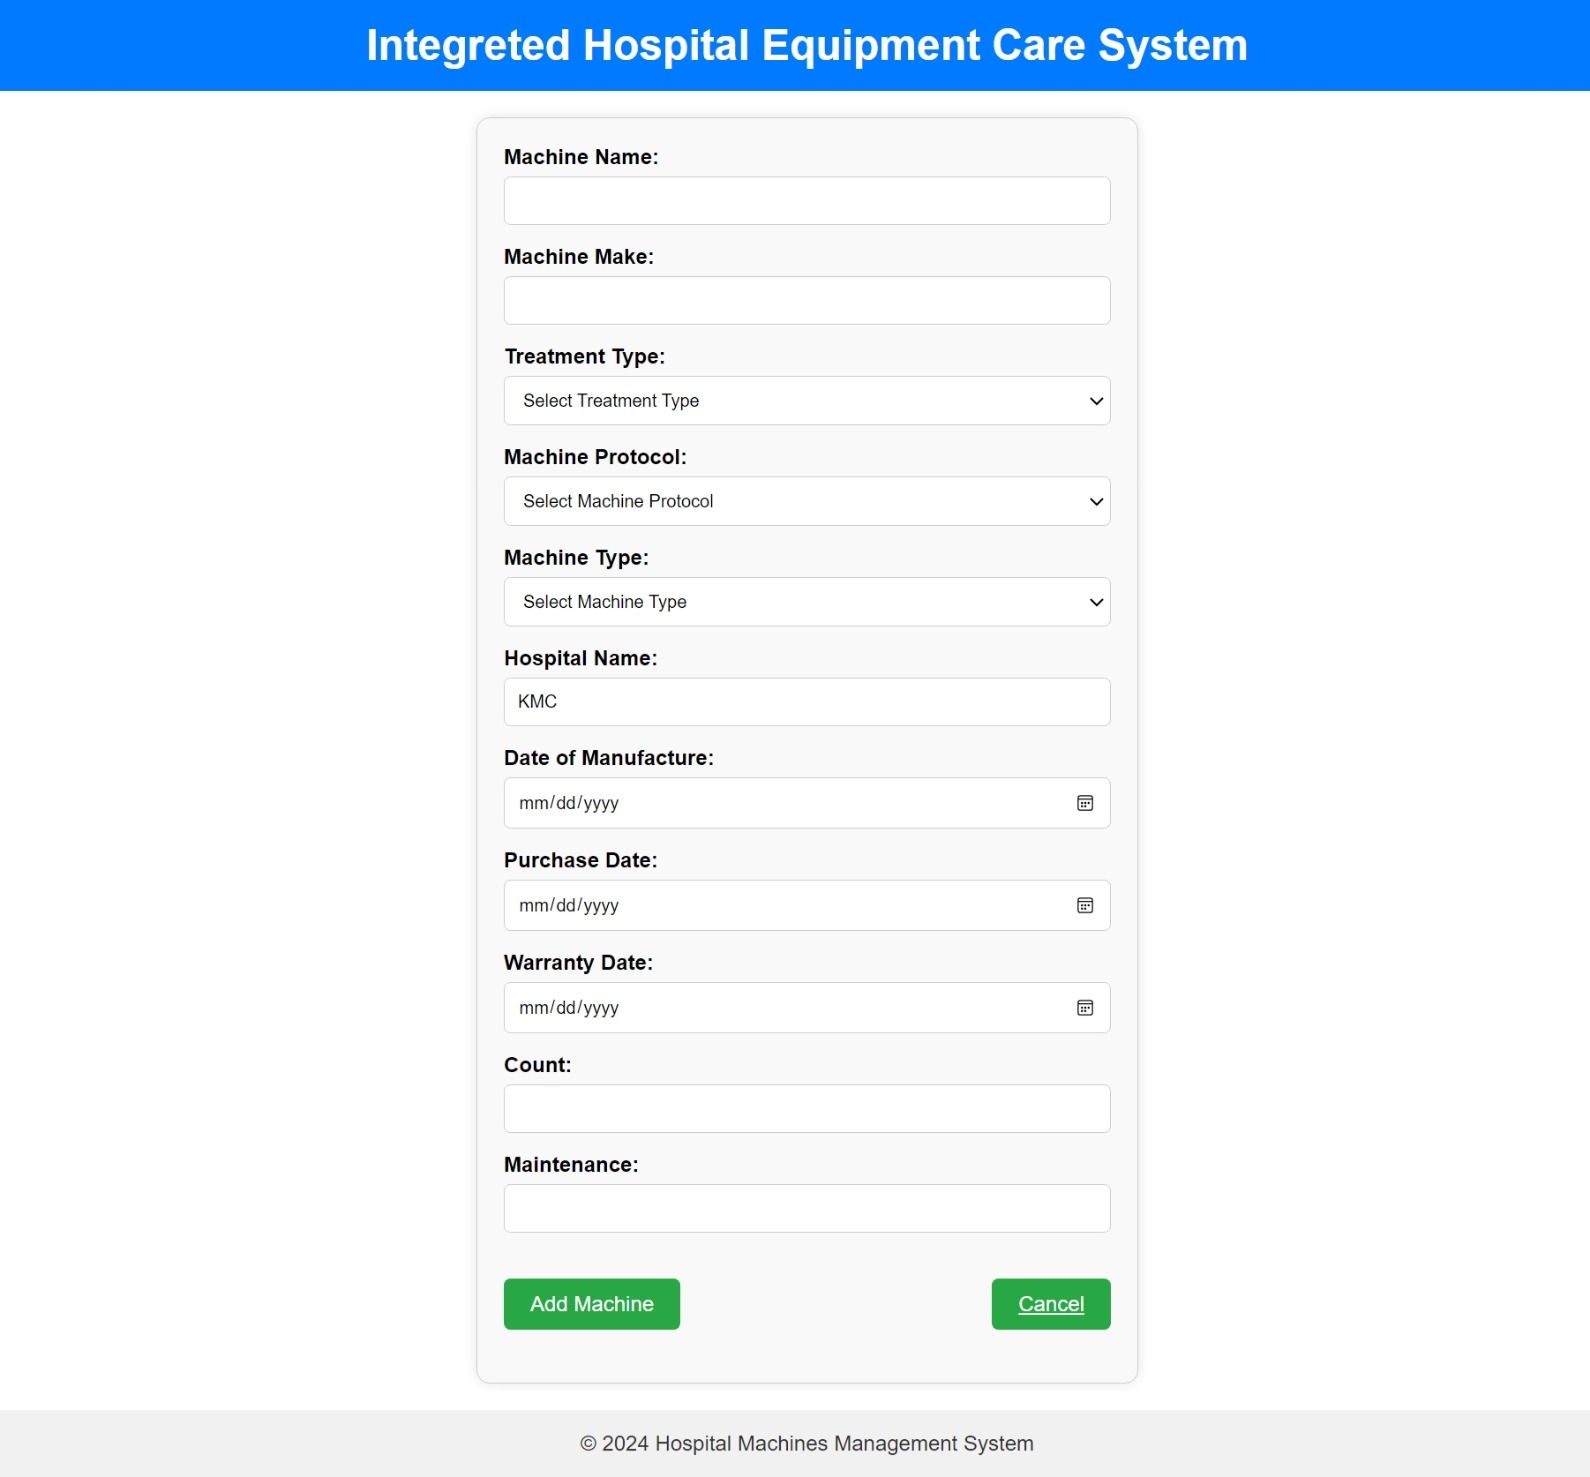 Integreted Hospital Equipment Care System
Machine Name:
Machine Make:
Treatment Type:
Select Treatment Type
Machine Protocol:
Select Machine Protocol
Machine Type:
Select Machine Type
Hospital Name:
KMC
Date of Manufacture:
mm/dd/yyyy
Purchase Date:
mm/dd/yyyy
Warranty Date:
mm/dd/yyyy
Count:
Maintenance:
Add Machine
Cancel
© 2024 Hospital Machines Management System